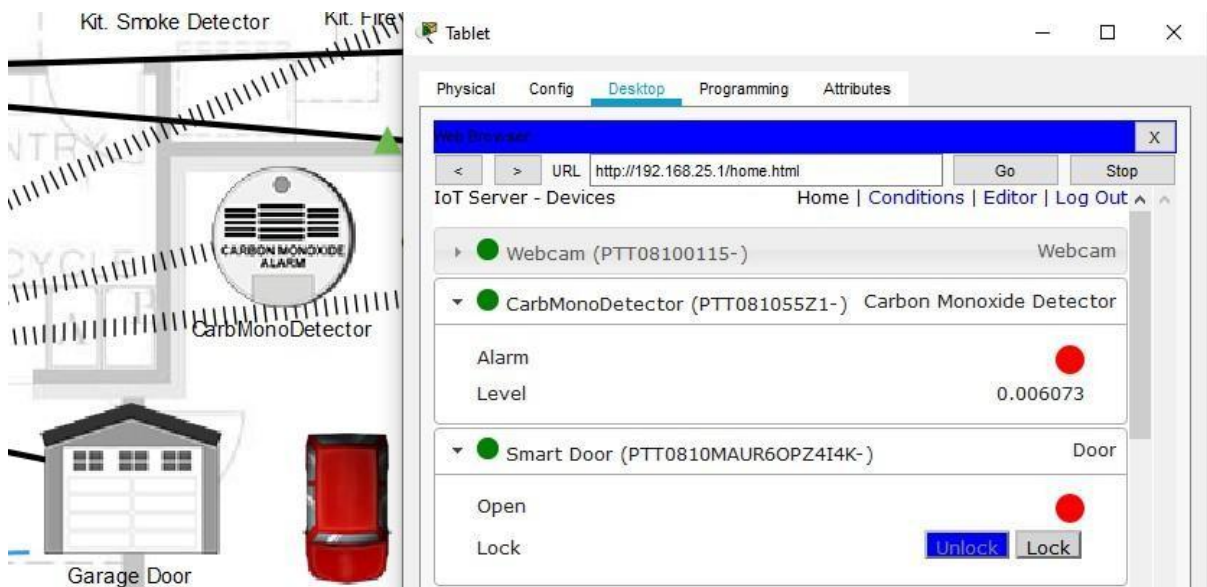 Kit. Smoke Detector
Kit. Fire
Tablet
Physical Config Desktop Programming Attributes
Web Browser X
< > URL http://192.168.25.1/home.html Go Stop
IoT Server - Devices Home | Conditions | Editor | Log Out
Webcam (PTT08100115-) Webcam
CarbMonoDetector (PTT081055Z1-) Carbon Monoxide Detector
Alarm
Level 0.006073
Smart Door (PTT0810MAUR6OPZ4I4K-) Door
Open
Lock Unlock Lock
CARBON MONOXIDE
ALARM
CarbMonoDetector
Garage Door